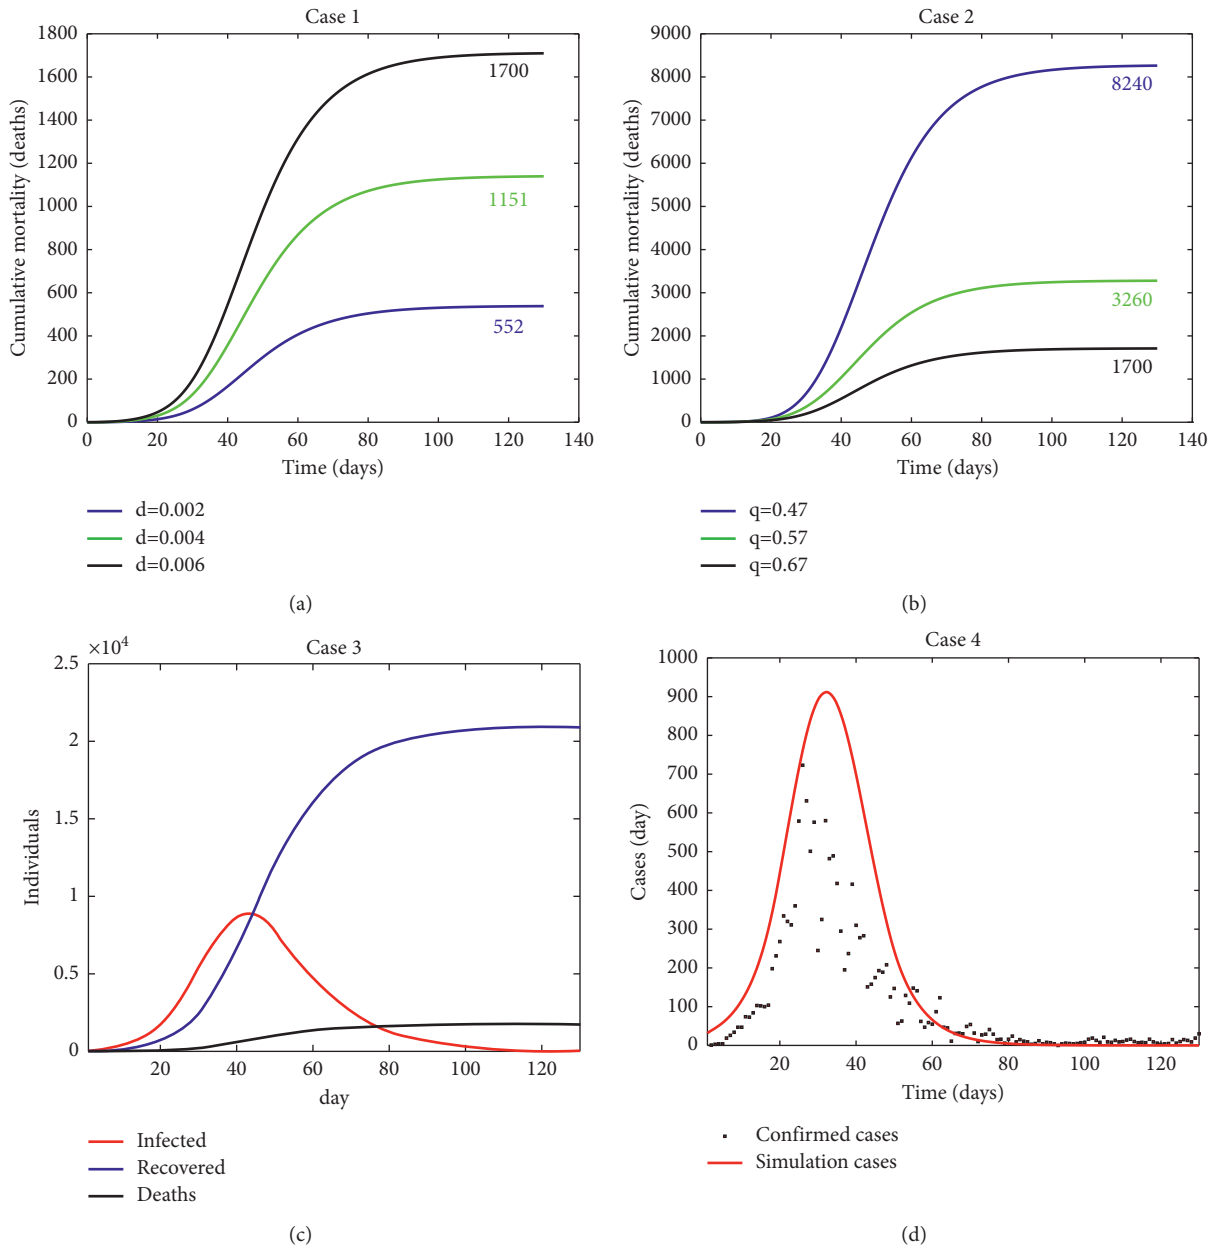 Case 1
1800
1600
1400
1200
1000
800
600
400
200
0
Cumulative mortality (deaths)
1700
1151
552
0 20 40 60 80 100 120 140
Time (days)
d=0.002
d=0.004
d=0.006
(a)
Case 2
9000
8000
7000
6000
5000
4000
3000
2000
1000
0
Cumulative mortality (deaths)
8240
3260
1700
0 20 40 60 80 100 120 140
Time (days)
q=0.47
q=0.57
q=0.67
(b)
×10⁴
Case 3
2.5
2
1.5
1
0.5
0
Individuals
20 40 60 80 100 120
day
Infected
Recovered
Deaths
(c)
Case 4
1000
900
800
700
600
500
400
300
200
100
0
Cases (day)
20 40 60 80 100 120
Time (days)
Confirmed cases
Simulation cases
(d)